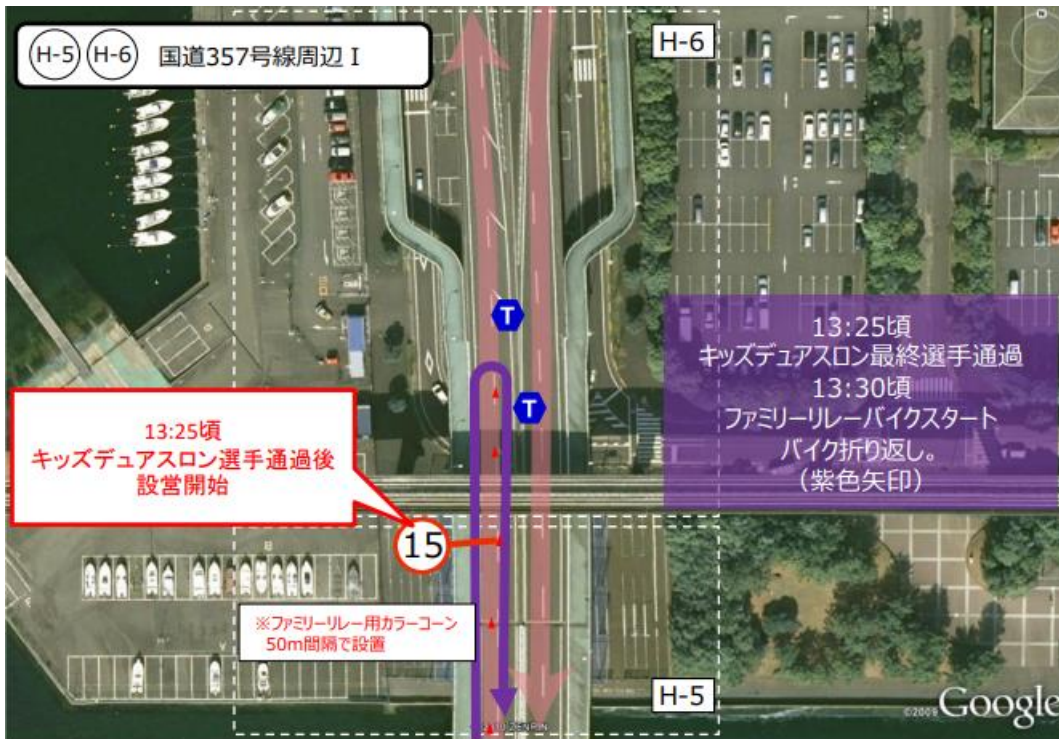 H-5 H-6 国道357号線周辺 I
H-6
T
13:25頃
キッズデュアスロン最終選手通過
13:30頃
ファミリーリレーバイクスタート
バイク折り返し。
（紫色矢印）
T
13:25頃
キッズデュアスロン選手通過後
設営開始
15
※ファミリーリレー用カラーコーン
50m間隔で設置
H-5
©2009 Google
ZENRIN